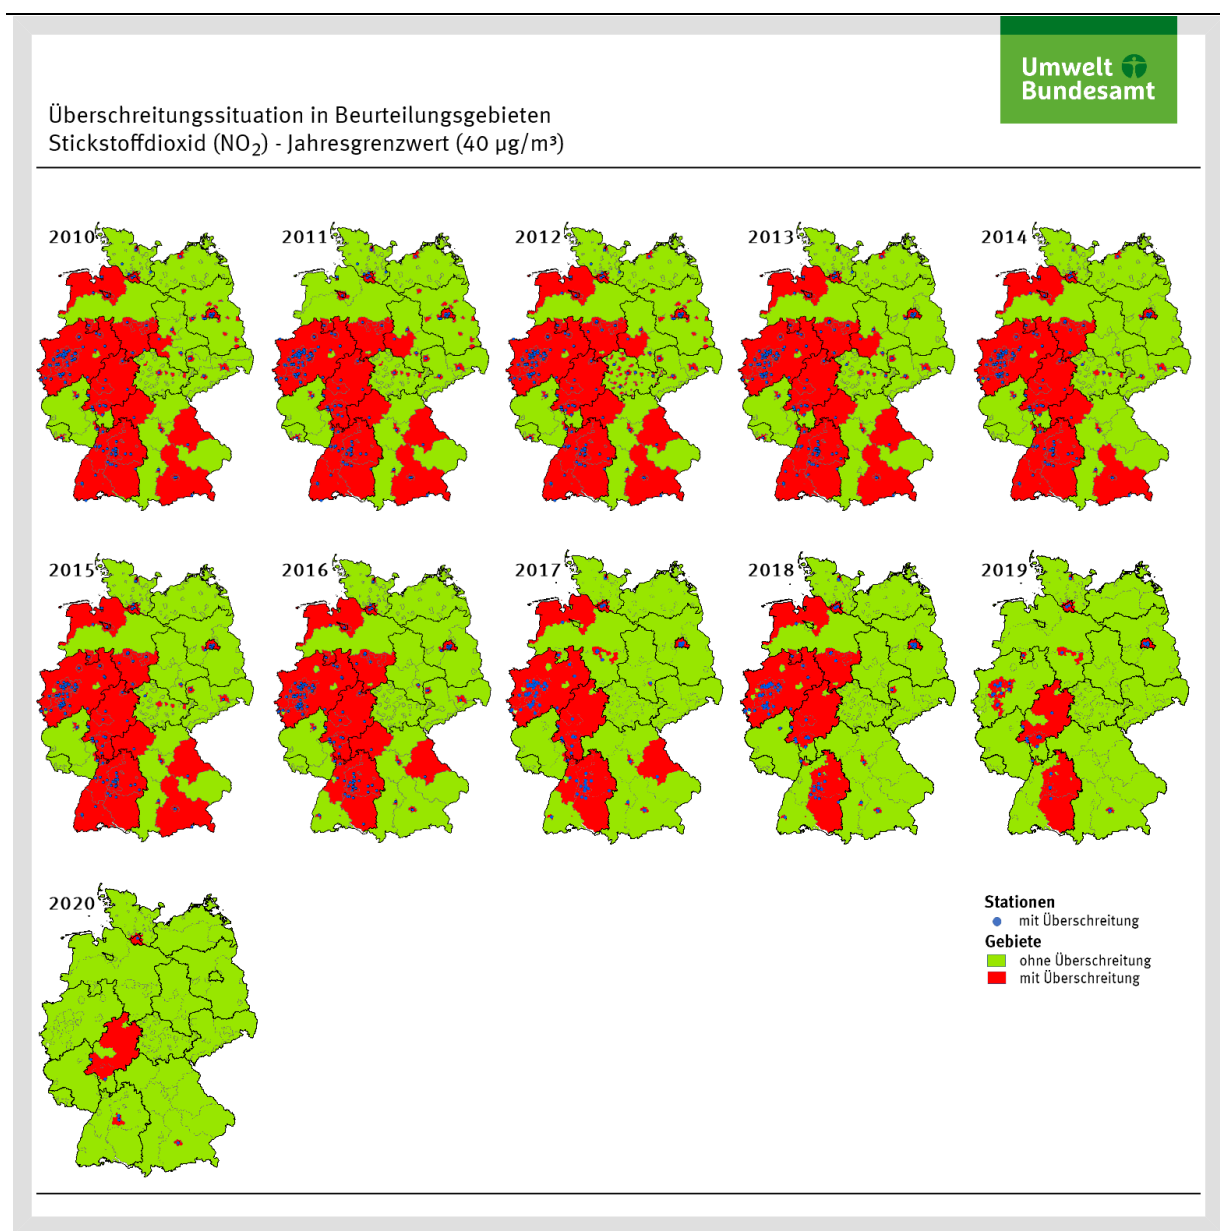 Umwelt
Bundesamt
Überschreitungssituation in Beurteilungsgebieten
Stickstoffdioxid (NO₂) - Jahresgrenzwert (40 µg/m³)
2010
2011
2012
2013
2014
2015
2016
2017
2018
2019
2020
Stationen
mit Überschreitung
Gebiete
ohne Überschreitung
mit Überschreitung